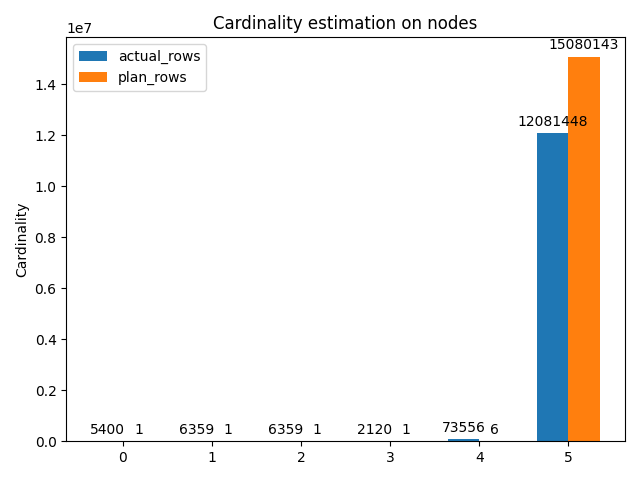 Cardinality estimation on nodes
1e7
actual_rows
plan_rows
15080143
12081448
1.4
1.2
1.0
0.8
0.6
0.4
0.2
0.0
Cardinality
5400 1 6359 1 6359 1 2120 1 73556 6
0 1 2 3 4 5